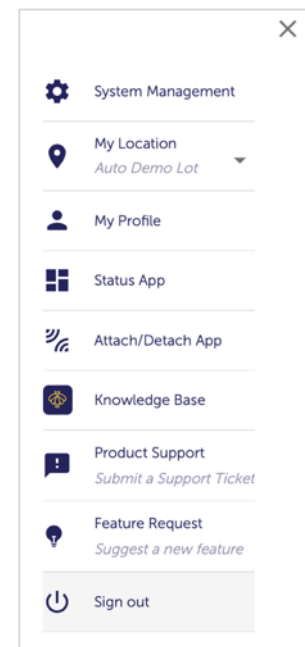 System Management
My Location
Auto Demo Lot
My Profile
Status App
Attach/Detach App
Knowledge Base
Product Support
Submit a Support Ticket
Feature Request
Suggest a new feature
Sign out